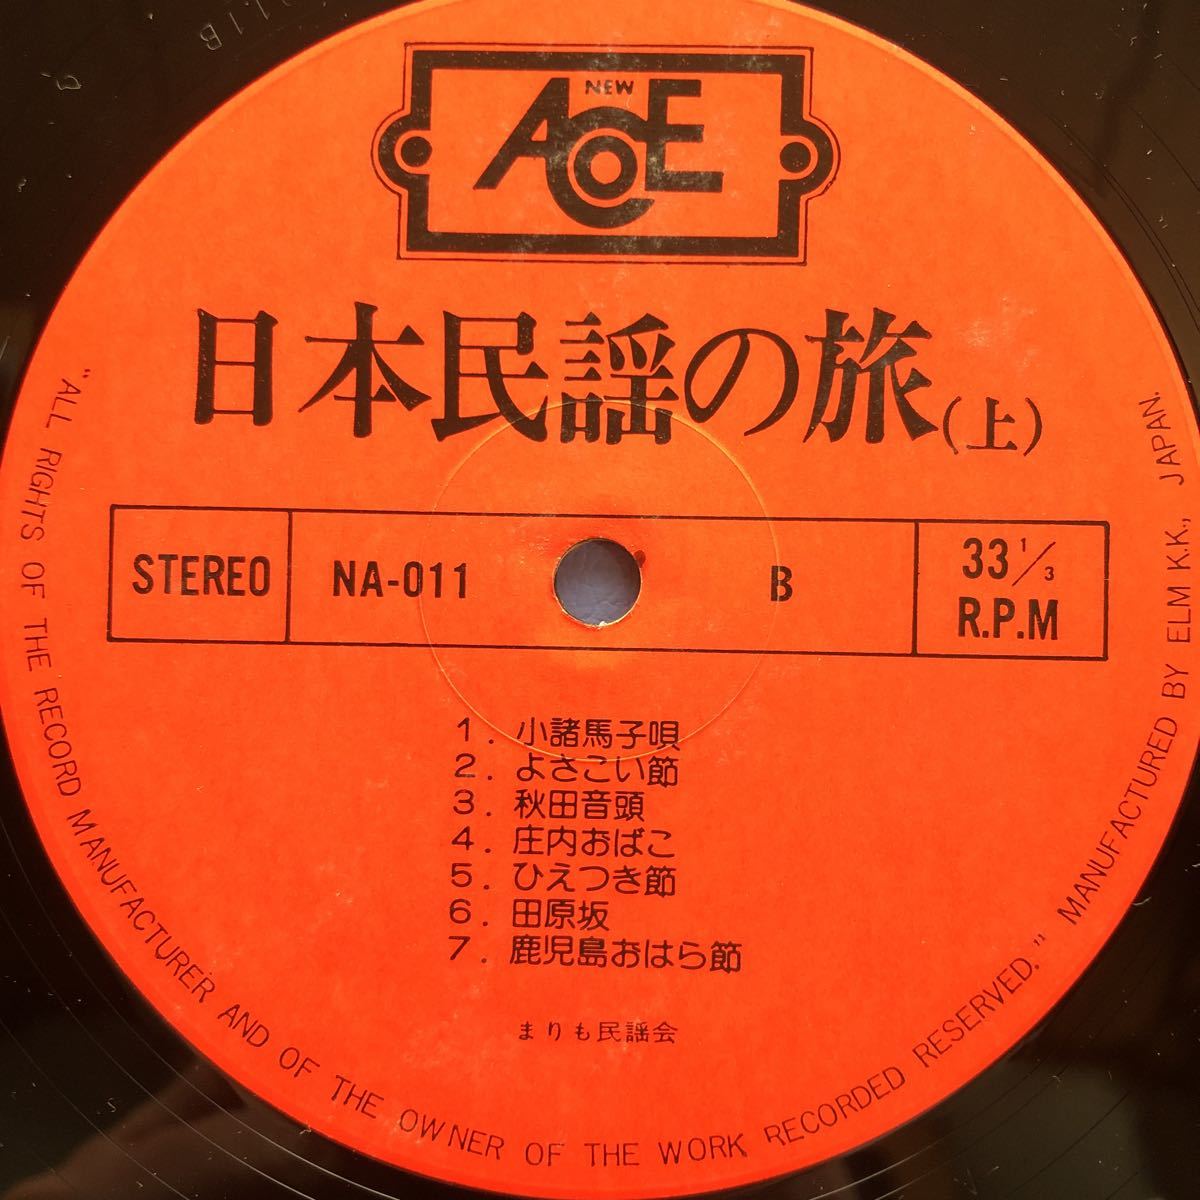 NEW
ACE
日本民謡の旅(上)
STEREO
NA-011
B
33 1/3
R.P.M
1. 小諸馬子唄
2. よさこい節
3. 秋田音頭
4. 庄内おばこ
5. ひえつき節
6. 田原坂
7. 鹿児島おはら節
まりも民謡会
"ALL RIGHTS OF THE RECORD MANUFACTURER AND OF THE OWNER OF THE WORK RECORDED RESERVED." MANUFACTURED BY ELM K.K., JAPAN.